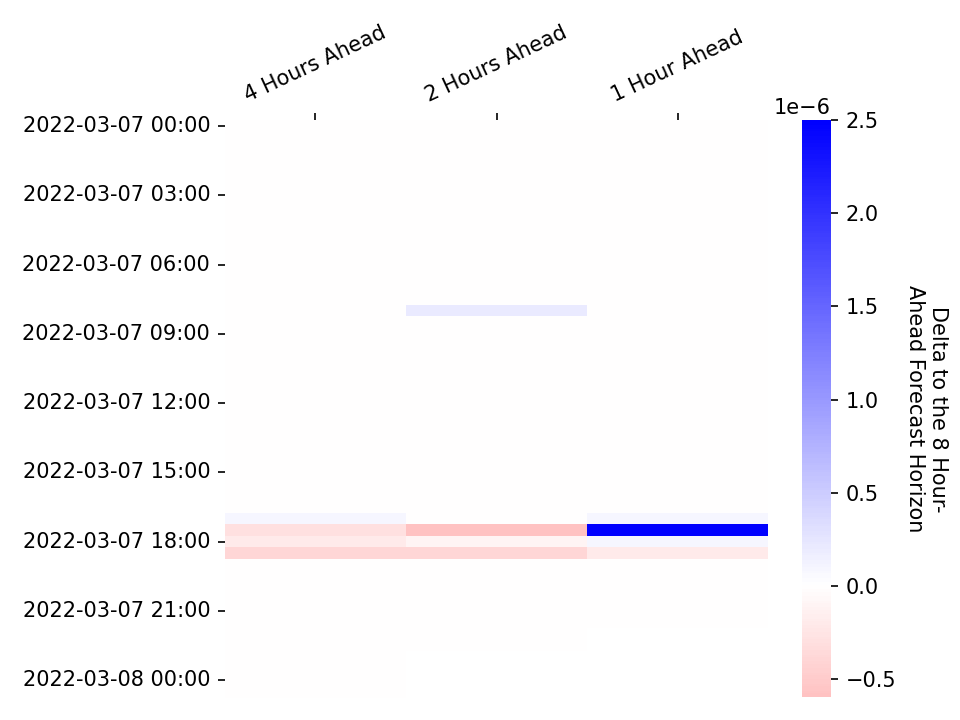 4 Hours Ahead
2 Hours Ahead
1 Hour Ahead
1e−6
2022-03-07 00:00
2022-03-07 03:00
2022-03-07 06:00
2022-03-07 09:00
2022-03-07 12:00
2022-03-07 15:00
2022-03-07 18:00
2022-03-07 21:00
2022-03-08 00:00
2.5
2.0
1.5
1.0
0.5
0.0
−0.5
Delta to the 8 Hour-
Ahead Forecast Horizon